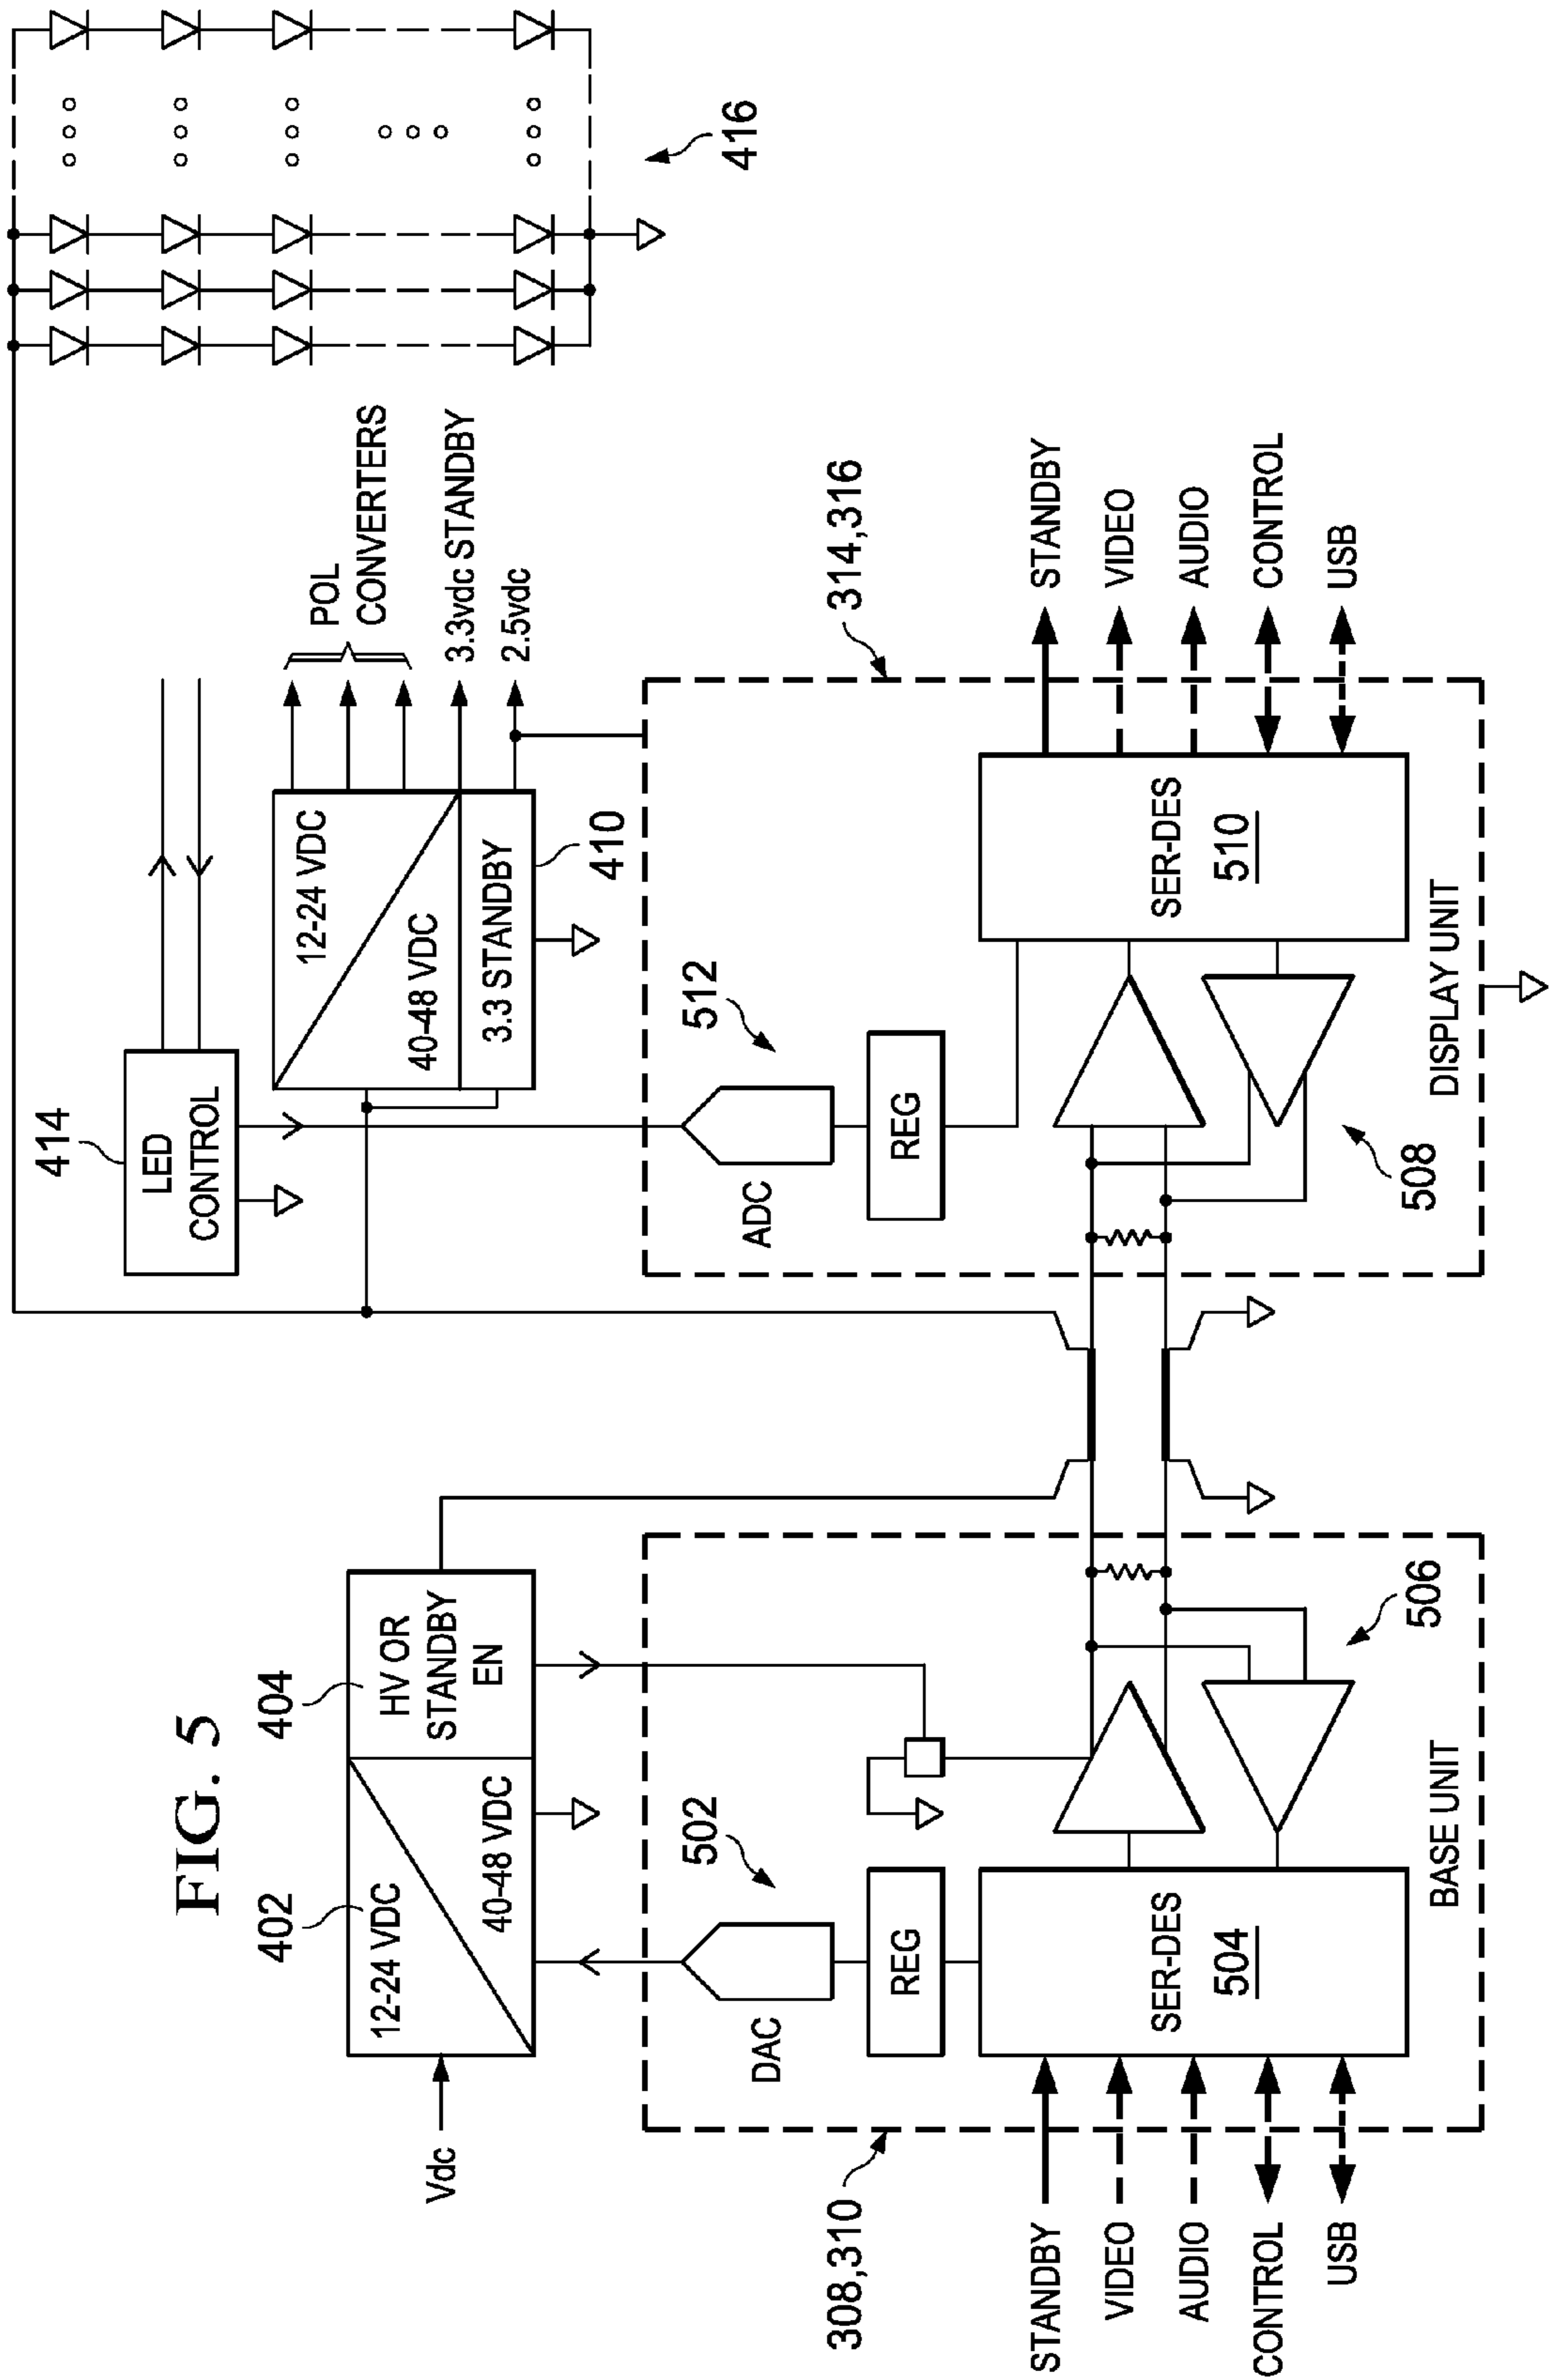 FIG. 5
402
404
Vdc
12-24 VDC
40-48 VDC
HV OR
STANDBY
EN
308,310
502
DAC
REG
STANDBY
VIDEO
AUDIO
CONTROL
USB
SER-DES
504
506
BASE UNIT
414
LED
CONTROL
12-24 VDC
40-48 VDC
3.3 STANDBY
410
POL
CONVERTERS
3.3vdc STANDBY
2.5vdc
416
512
ADC
REG
314,316
SER-DES
510
508
STANDBY
VIDEO
AUDIO
CONTROL
USB
DISPLAY UNIT